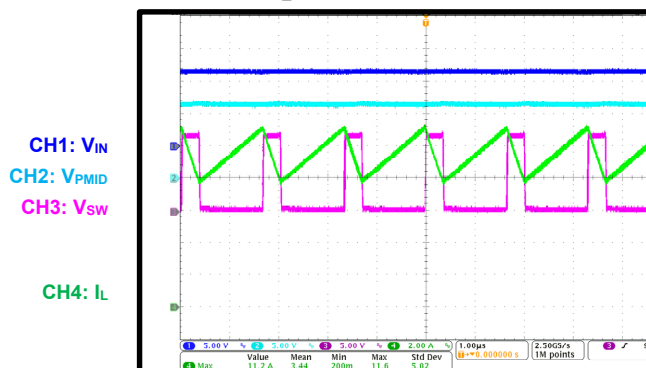 CH1: VIN
CH2: VPMID
CH3: VSW
CH4: IL
1 5.00 V 2 5.00 V 3 5.00 V 4 2.00 A 1.00µs 2.50GS/s 3
T 0.000000 s 1M points
Value Mean Min Max Std Dev
4 Max 11.2 A 3.44 200m 11.6 5.02